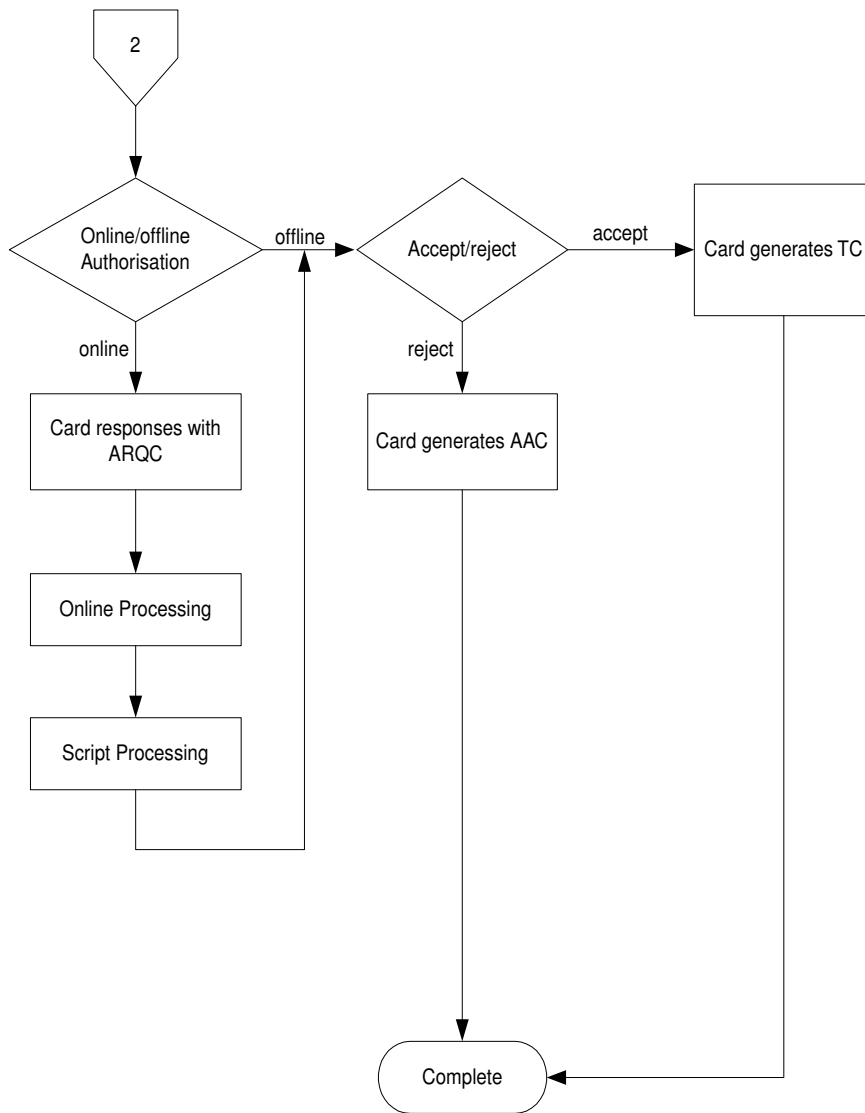 2
Online/offline
Authorisation
offline
Accept/reject
accept
Card generates TC
online
reject
Card responses with
ARQC
Card generates AAC
Online Processing
Script Processing
Complete